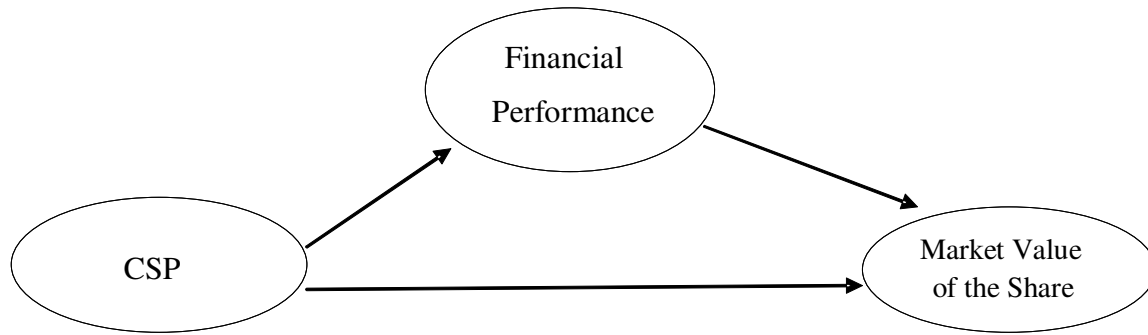 Financial
Performance
CSP
Market Value
of the Share